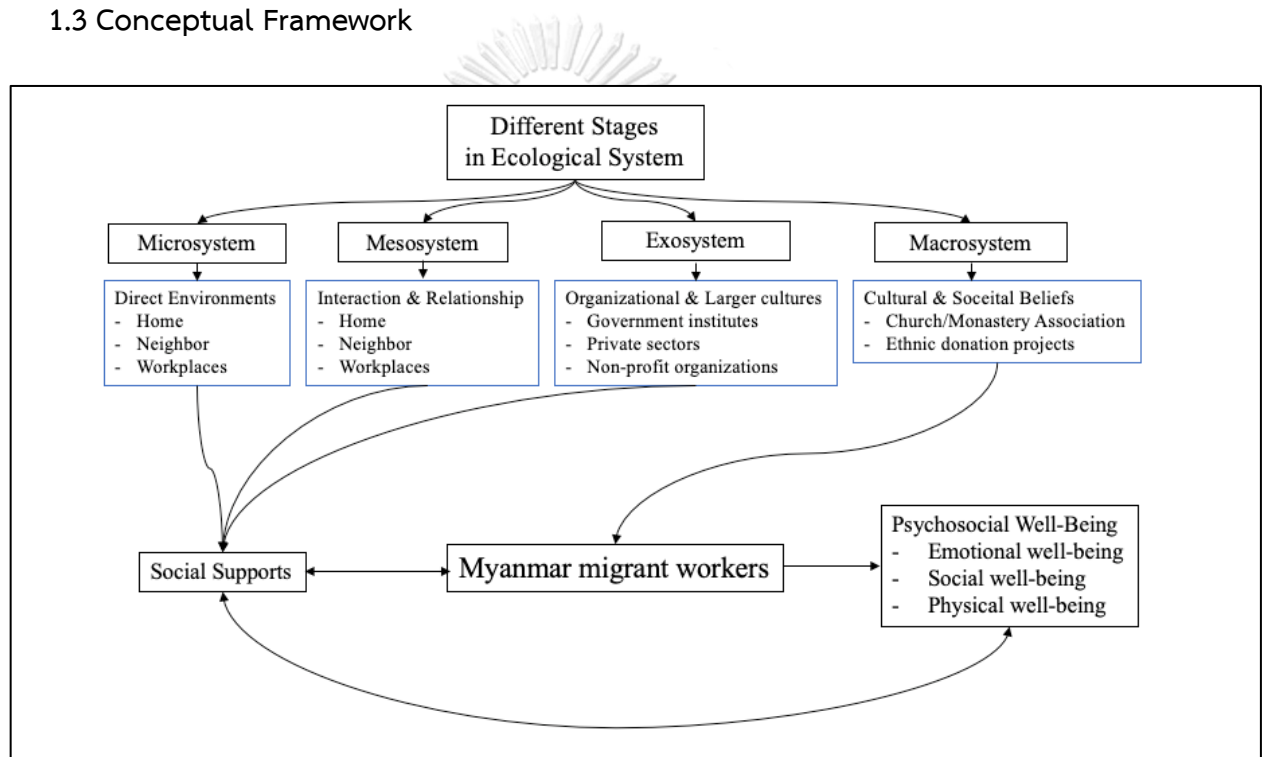 1.3 Conceptual Framework
Different Stages
in Ecological System
Microsystem
Mesosystem
Exosystem
Macrosystem
Direct Environments
- Home
- Neighbor
- Workplaces
Interaction & Relationship
- Home
- Neighbor
- Workplaces
Organizational & Larger cultures
- Government institutes
- Private sectors
- Non-profit organizations
Cultural & Soceital Beliefs
- Church/Monastery Association
- Ethnic donation projects
Social Supports
Myanmar migrant workers
Psychosocial Well-Being
- Emotional well-being
- Social well-being
- Physical well-being